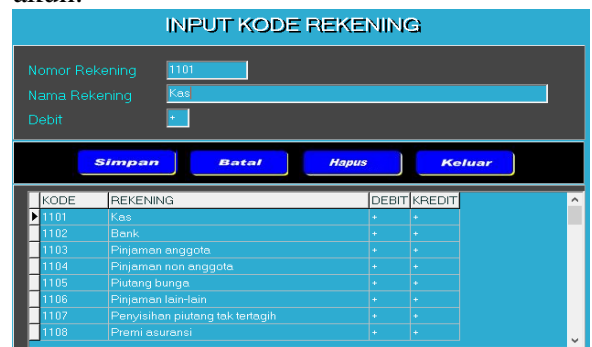 INPUT KODE REKENING
Nomor Rekening 1101
Nama Rekening Kas
Debit +
Simpan Batal Hapus Keluar
KODE REKENING DEBIT KREDIT
1101 Kas + +
1102 Bank + +
1103 Pinjaman anggota + +
1104 Pinjaman non anggota + +
1105 Piutang bunga + +
1106 Pinjaman lain-lain + +
1107 Penyisihan piutang tak tertagih + +
1108 Premi asuransi + +